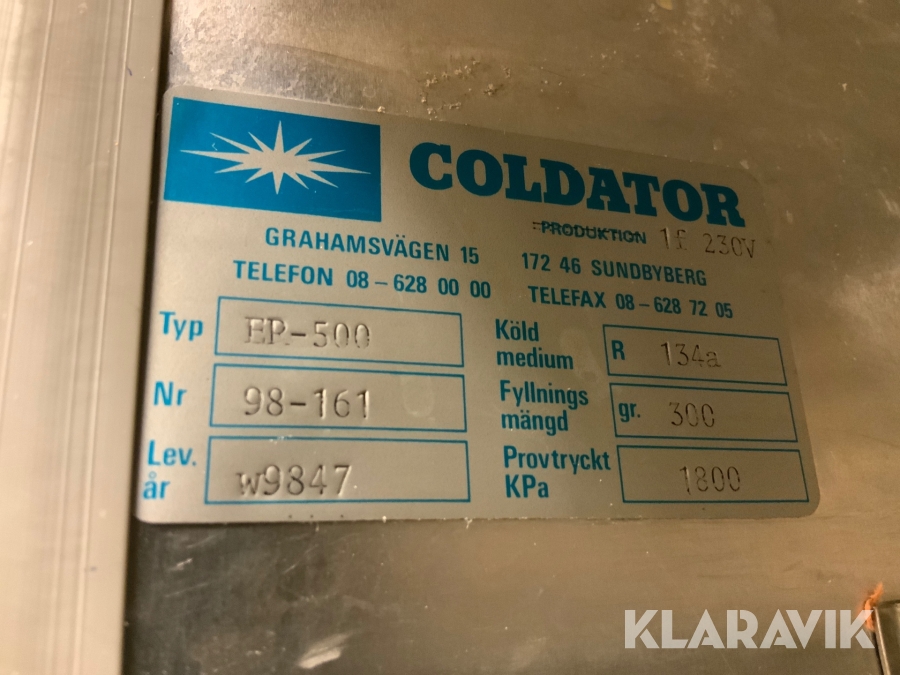 COLDATOR
PRODUKTION 1f 230V
GRAHAMSVÄGEN 15 172 46 SUNDBYBERG
TELEFON 08-628 00 00 TELEFAX 08-628 72 05
Typ EP-500
Nr 98-161
Lev. år w9847
Köld medium R 134a
Fyllnings mängd gr. 300
Provtryckt KPa 1800
KLARAVIK